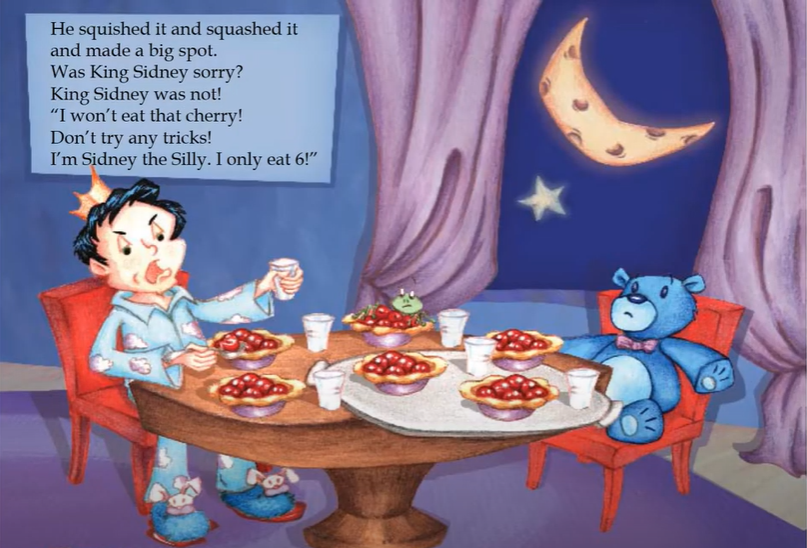 He squished it and squashed it
and made a big spot.
Was King Sidney sorry?
King Sidney was not!
“I won’t eat that cherry!
Don’t try any tricks!
I’m Sidney the Silly. I only eat 6!”